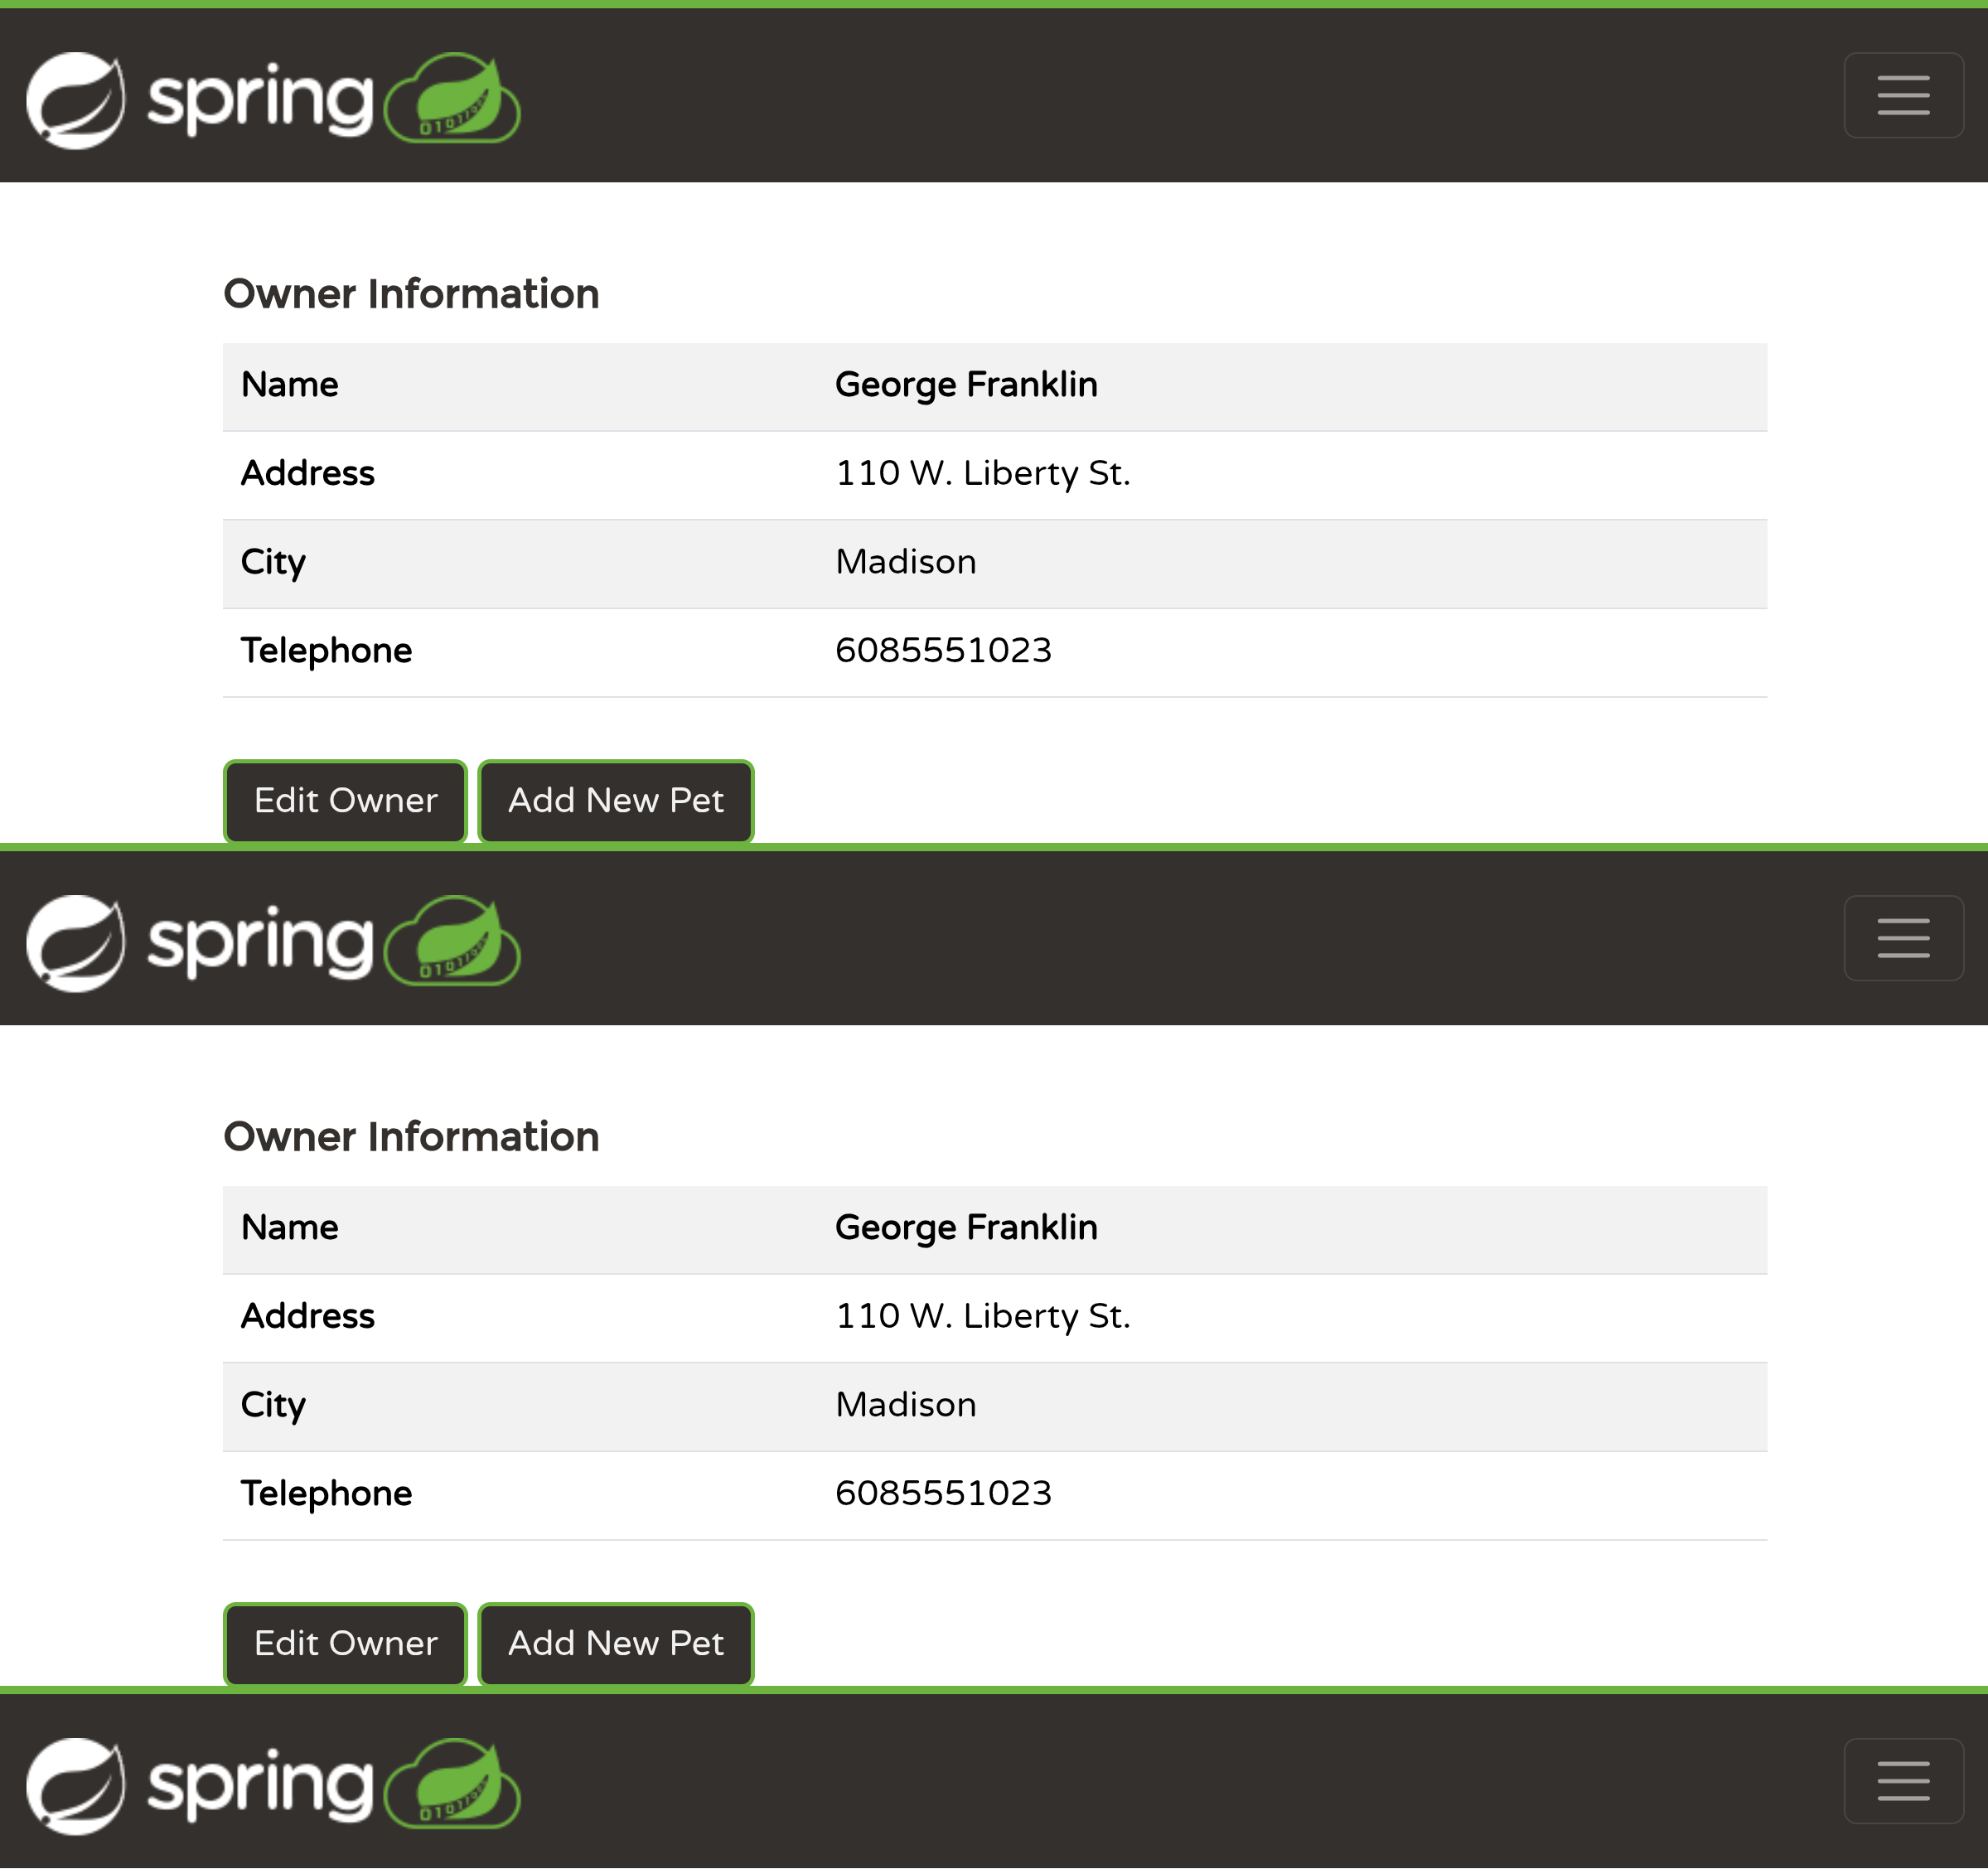 spring
Owner Information
Name George Franklin
Address 110 W. Liberty St.
City Madison
Telephone 6085551023
Edit Owner Add New Pet
spring
Owner Information
Name George Franklin
Address 110 W. Liberty St.
City Madison
Telephone 6085551023
Edit Owner Add New Pet
spring